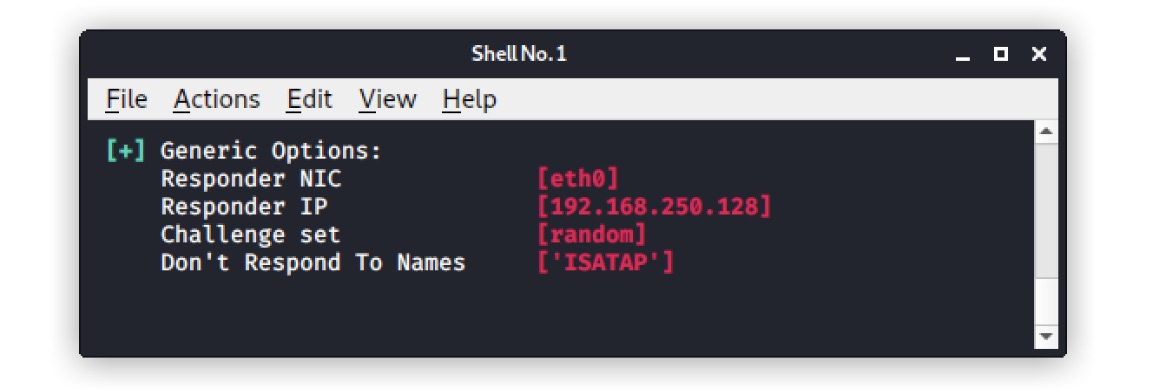 Shell No. 1
File Actions Edit View Help
[+] Generic Options:
Responder NIC [eth0]
Responder IP [192.168.250.128]
Challenge set [random]
Don't Respond To Names ['ISATAP']